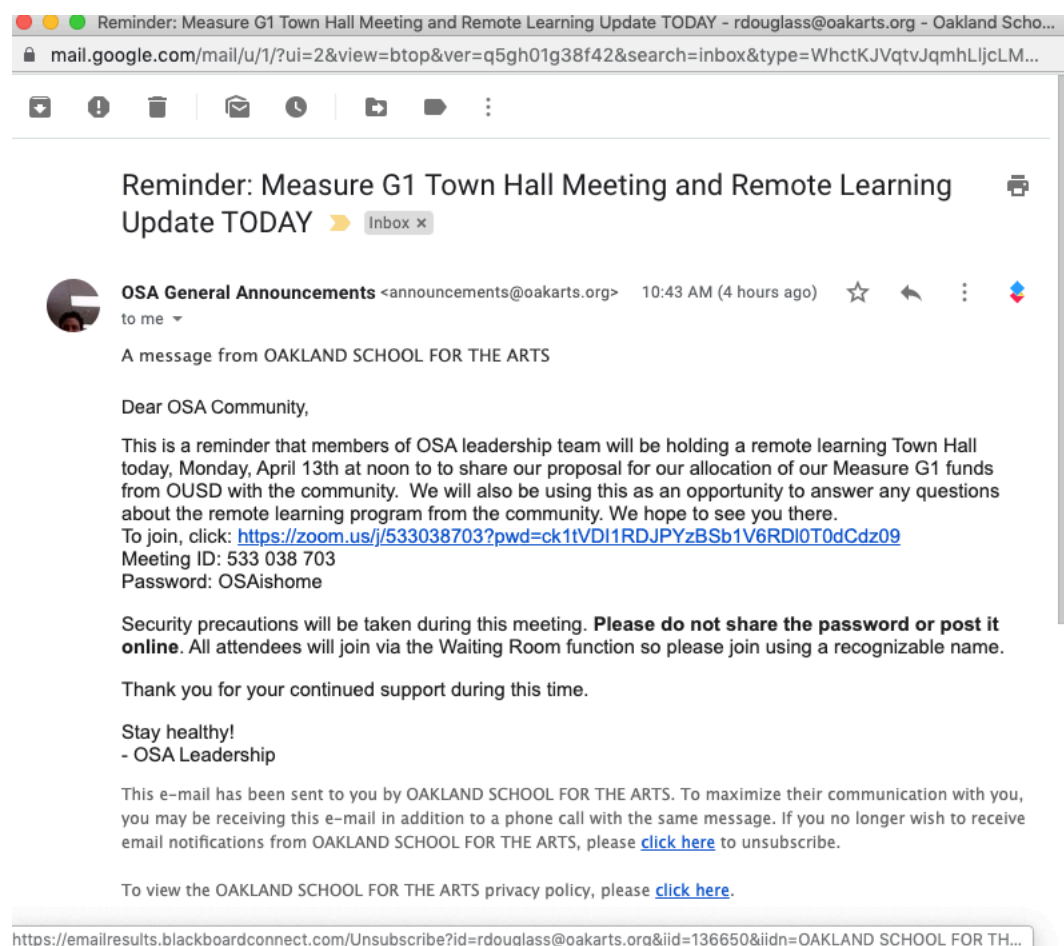 Reminder: Measure G1 Town Hall Meeting and Remote Learning Update TODAY - rdouglass@oakarts.org - Oakland Scho...
mail.google.com/mail/u/1/?ui=2&view=btop&ver=q5gh01g38f42&search=inbox&type=WhctKJVqtvJqmhLljcLM...
Reminder: Measure G1 Town Hall Meeting and Remote Learning
Update TODAY Inbox ×
OSA General Announcements <announcements@oakarts.org> 10:43 AM (4 hours ago)
to me
A message from OAKLAND SCHOOL FOR THE ARTS
Dear OSA Community,
This is a reminder that members of OSA leadership team will be holding a remote learning Town Hall
today, Monday, April 13th at noon to to share our proposal for our allocation of our Measure G1 funds
from OUSD with the community.  We will also be using this as an opportunity to answer any questions
about the remote learning program from the community. We hope to see you there.
To join, click: https://zoom.us/j/533038703?pwd=ck1tVDI1RDJPYzBSb1V6RDl0T0dCdz09
Meeting ID: 533 038 703
Password: OSAishome
Security precautions will be taken during this meeting. Please do not share the password or post it
online. All attendees will join via the Waiting Room function so please join using a recognizable name.
Thank you for your continued support during this time.
Stay healthy!
- OSA Leadership
This e-mail has been sent to you by OAKLAND SCHOOL FOR THE ARTS. To maximize their communication with you,
you may be receiving this e-mail in addition to a phone call with the same message. If you no longer wish to receive
email notifications from OAKLAND SCHOOL FOR THE ARTS, please click here to unsubscribe.
To view the OAKLAND SCHOOL FOR THE ARTS privacy policy, please click here.
https://emailresults.blackboardconnect.com/Unsubscribe?id=rdouglass@oakarts.org&iid=136650&iidn=OAKLAND SCHOOL FOR TH...